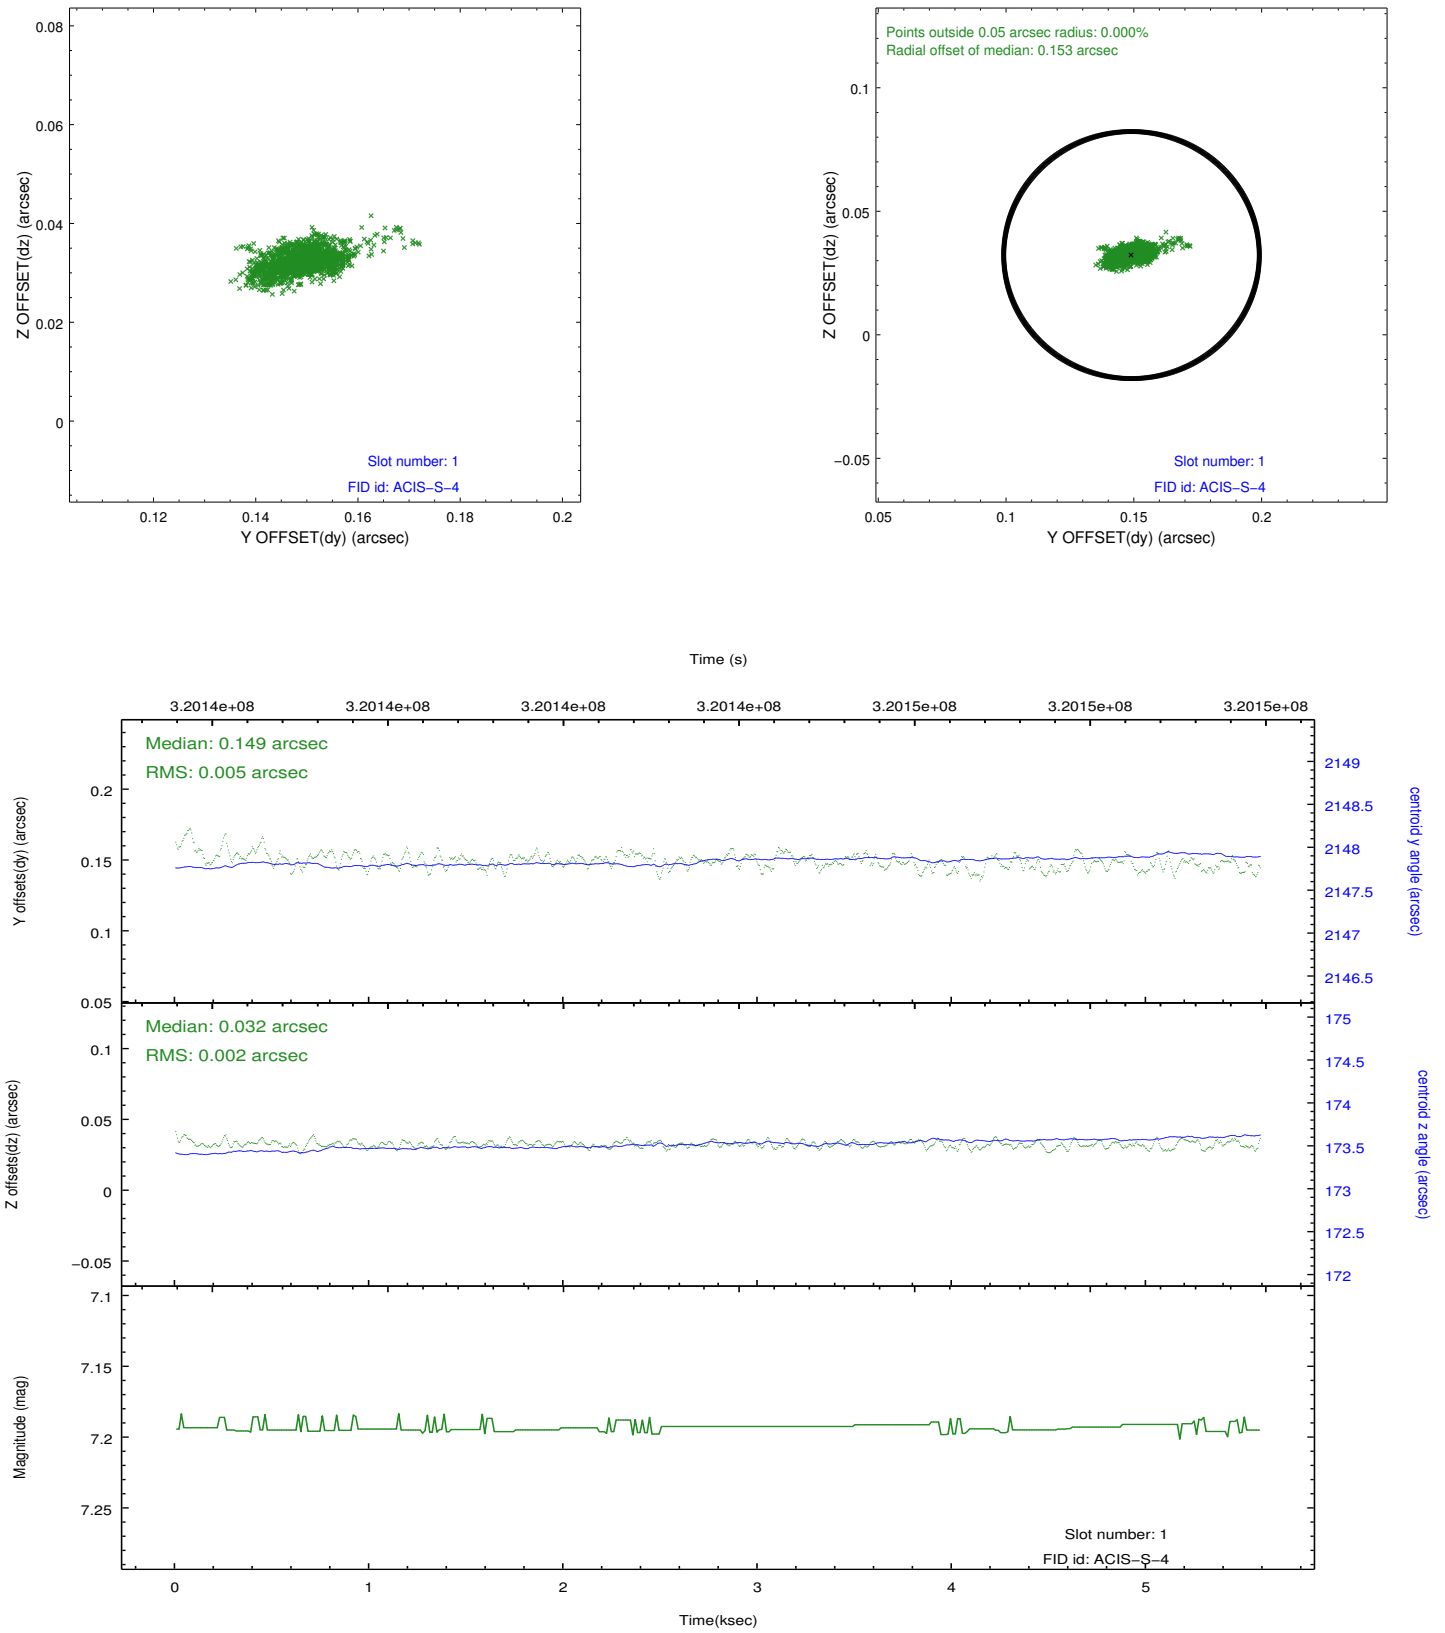 0.08
0.06
0.04
0.02
0
Z OFFSET(dz) (arcsec)
Slot number: 1
FID id: ACIS−S−4
0.12 0.14 0.16 0.18 0.2
Y OFFSET(dy) (arcsec)
Points outside 0.05 arcsec radius: 0.000%
Radial offset of median: 0.153 arcsec
0.1
0.05
0
−0.05
Z OFFSET(dz) (arcsec)
Slot number: 1
FID id: ACIS−S−4
0.05 0.1 0.15 0.2
Y OFFSET(dy) (arcsec)
Time (s)
3.2014e+08 3.2014e+08 3.2014e+08 3.2014e+08 3.2015e+08 3.2015e+08 3.2015e+08
Median: 0.149 arcsec
RMS: 0.005 arcsec
0.2
0.15
0.1
0.05
Y offsets(dy) (arcsec)
2149
2148.5
2148
2147.5
2147
2146.5
centroid y angle (arcsec)
Median: 0.032 arcsec
RMS: 0.002 arcsec
0.1
0.05
0
−0.05
Z offsets(dz) (arcsec)
175
174.5
174
173.5
173
172.5
172
centroid z angle (arcsec)
7.1
7.15
7.2
7.25
Magnitude (mag)
Slot number: 1
FID id: ACIS−S−4
0 1 2 3 4 5
Time(ksec)